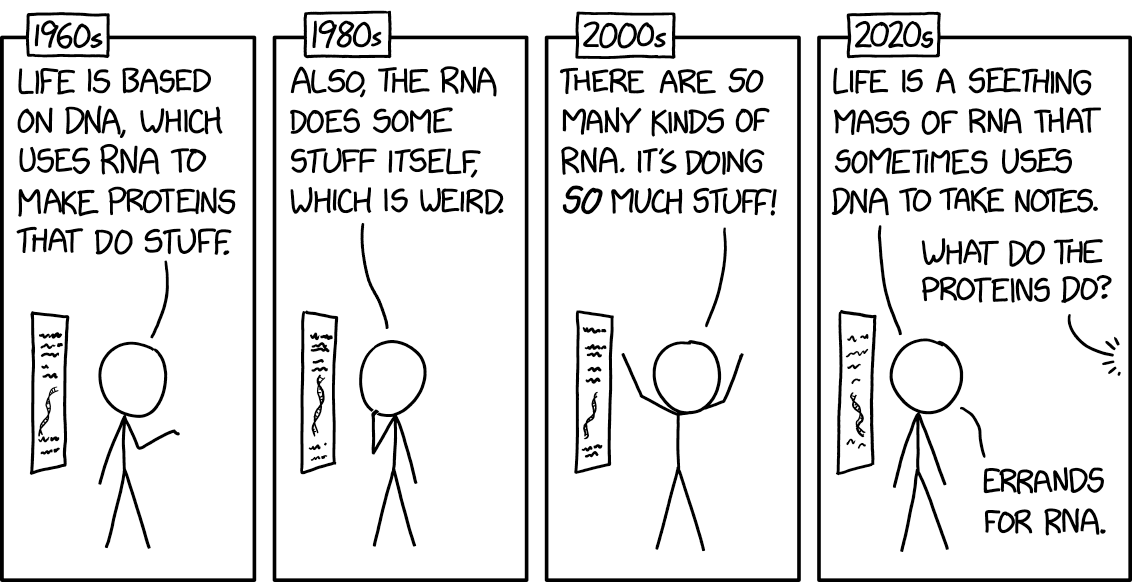 1960s
LIFE IS BASED
ON DNA, WHICH
USES RNA TO
MAKE PROTEINS
THAT DO STUFF.
1980s
ALSO, THE RNA
DOES SOME
STUFF ITSELF,
WHICH IS WEIRD.
2000s
THERE ARE SO
MANY KINDS OF
RNA. IT'S DOING
SO MUCH STUFF!
2020s
LIFE IS A SEETHING
MASS OF RNA THAT
SOMETIMES USES
DNA TO TAKE NOTES.
WHAT DO THE
PROTEINS DO?
ERRANDS
FOR RNA.